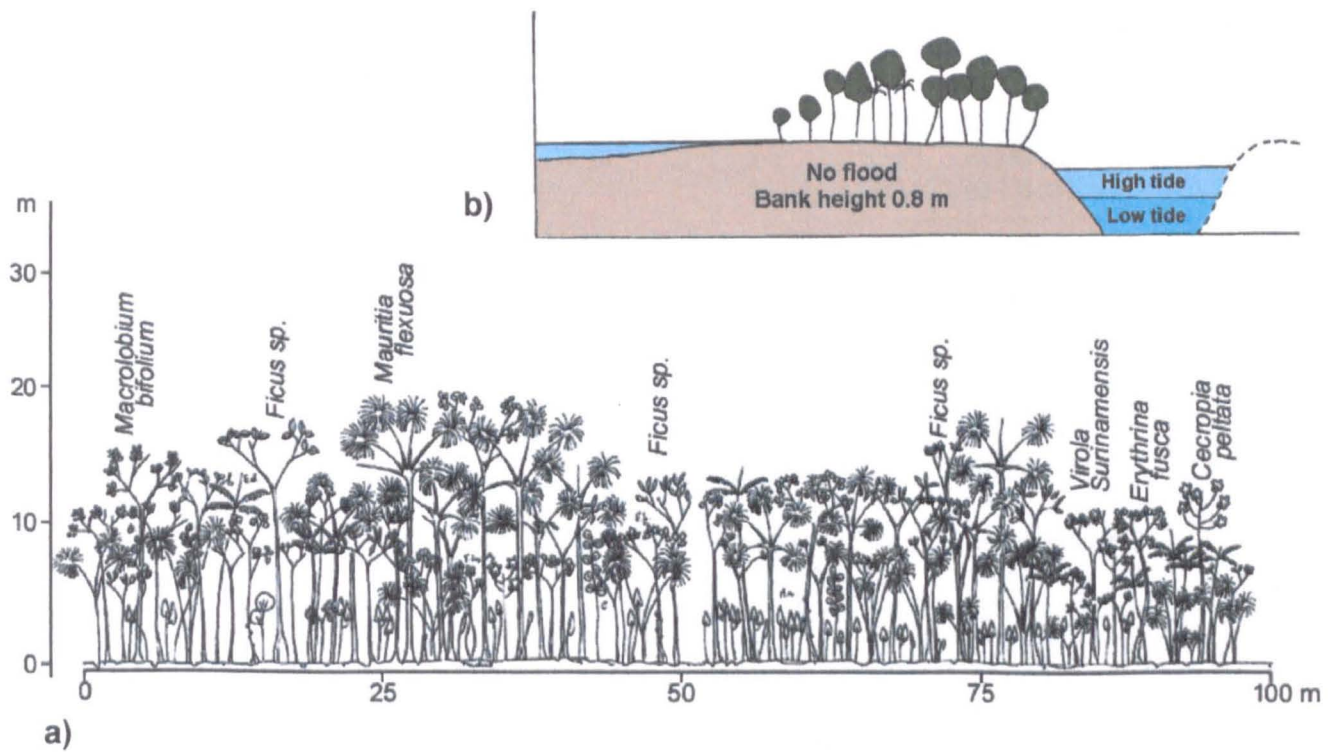 b)
No flood
Bank height 0.8 m
High tide
Low tide
m
30
20
10
0
Macrolobium
bifolium
Ficus sp.
Mauritia
flexuosa
Ficus sp.
Ficus sp.
Virola
Surinamensis
Erythrina
fusca
Cecropia
peltata
0
25
50
75
100 m
a)